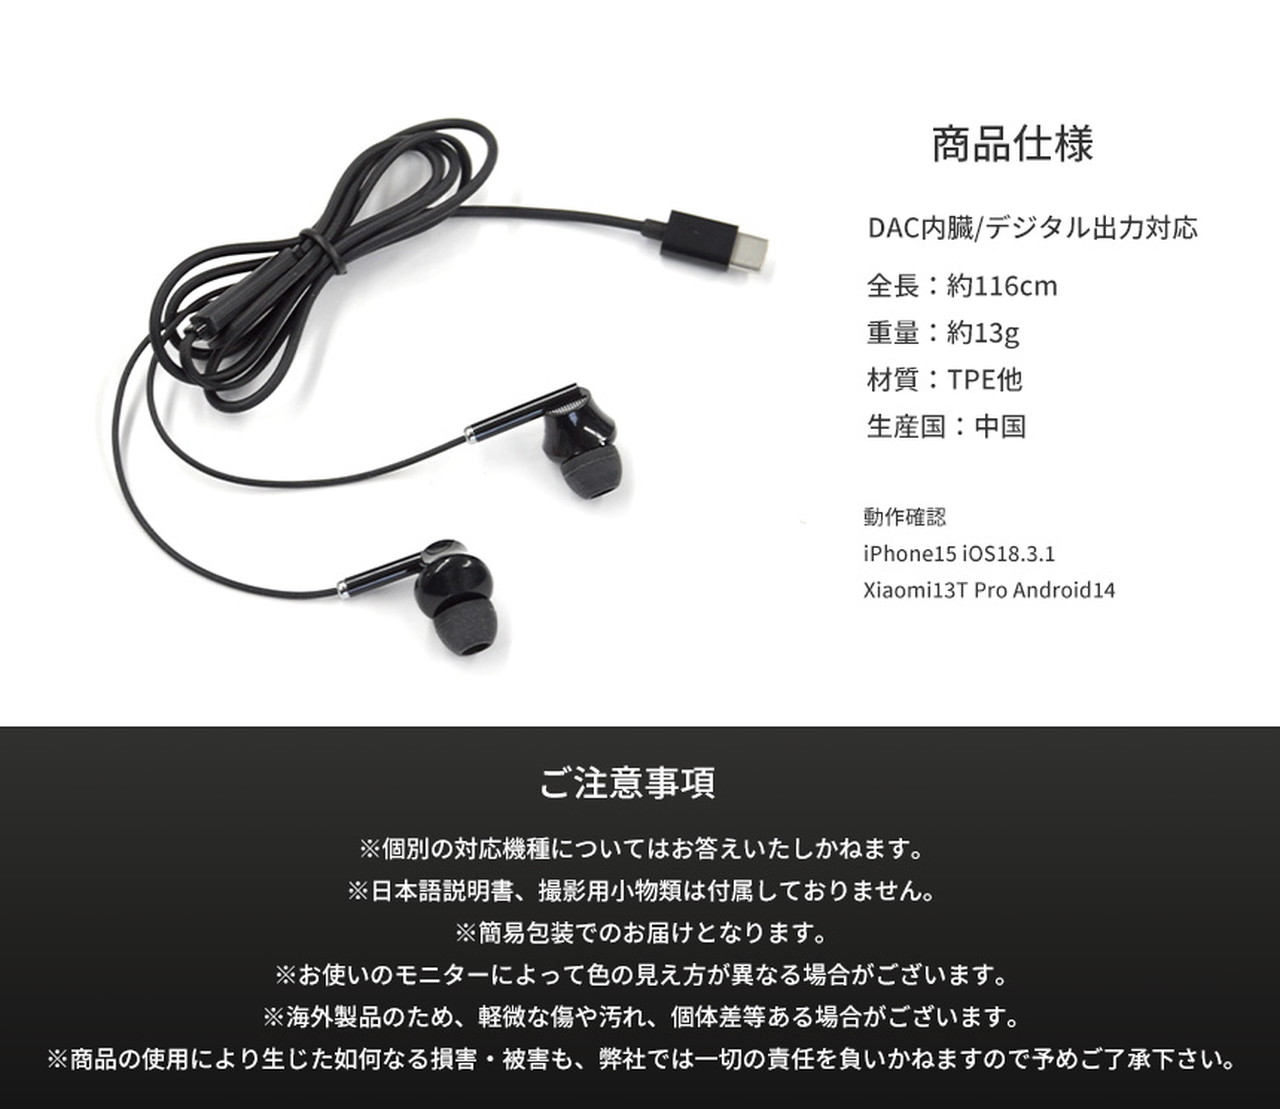 商品仕様
DAC内臓/デジタル出力対応
全長：約116cm
重量：約13g
材質：TPE他
生産国：中国
動作確認
iPhone15 iOS18.3.1
Xiaomi13T Pro Android14
ご注意事項
※個別の対応機種についてはお答えいたしかねます。
※日本語説明書、撮影用小物類は付属しておりません。
※簡易包装でのお届けとなります。
※お使いのモニターによって色の見え方が異なる場合がございます。
※海外製品のため、軽微な傷や汚れ、個体差等ある場合がございます。
※商品の使用により生じた如何なる損害・被害も、弊社では一切の責任を負いかねますので予めご了承下さい。